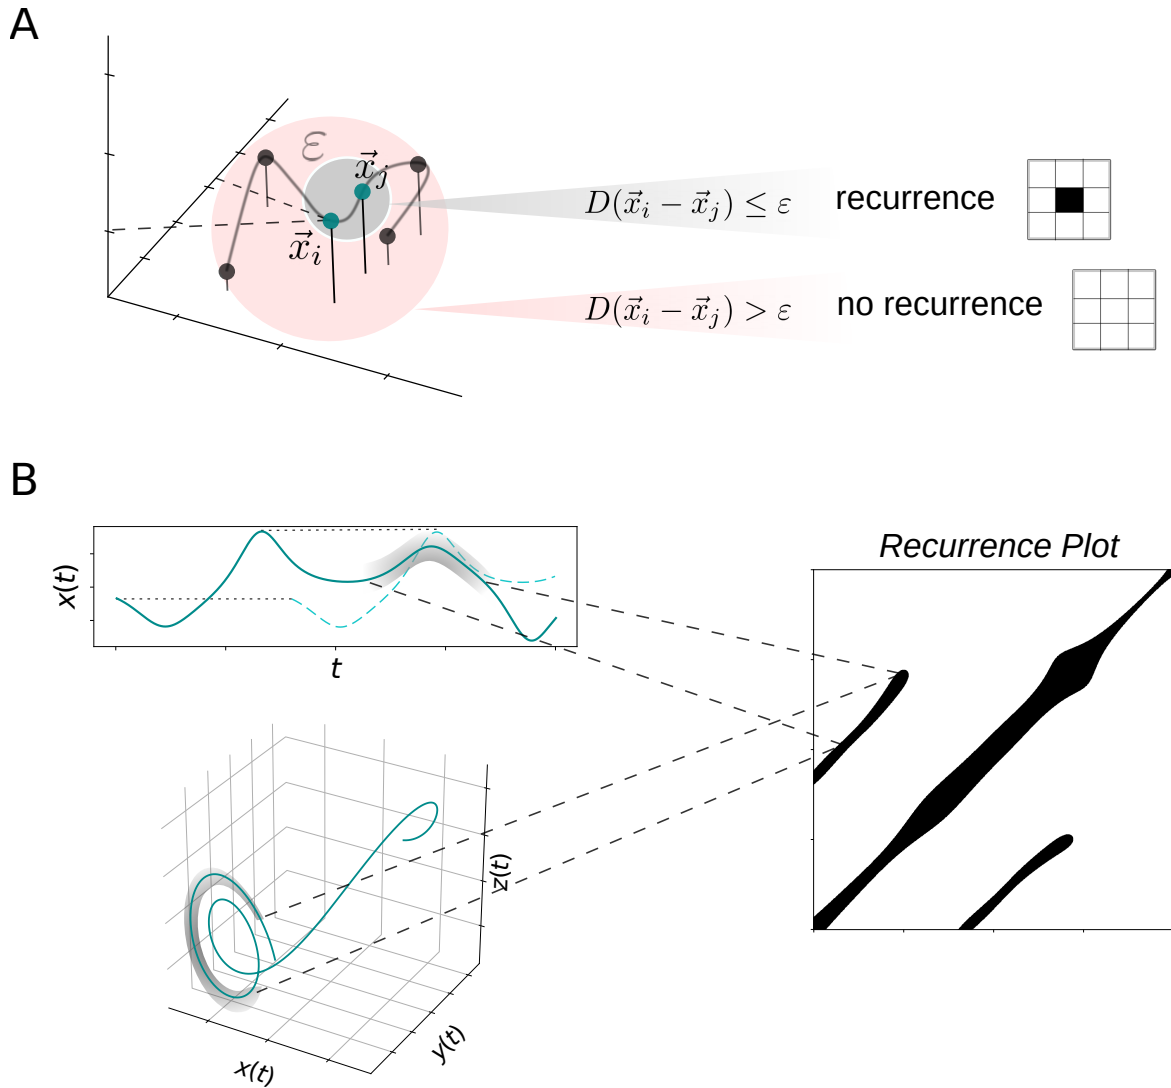 A
ε
x⃗_j
D(x⃗_i − x⃗_j) ≤ ε
recurrence
x⃗_i
D(x⃗_i − x⃗_j) > ε
no recurrence
B
Recurrence Plot
x(t)
t
z(t)
y(t)
x(t)